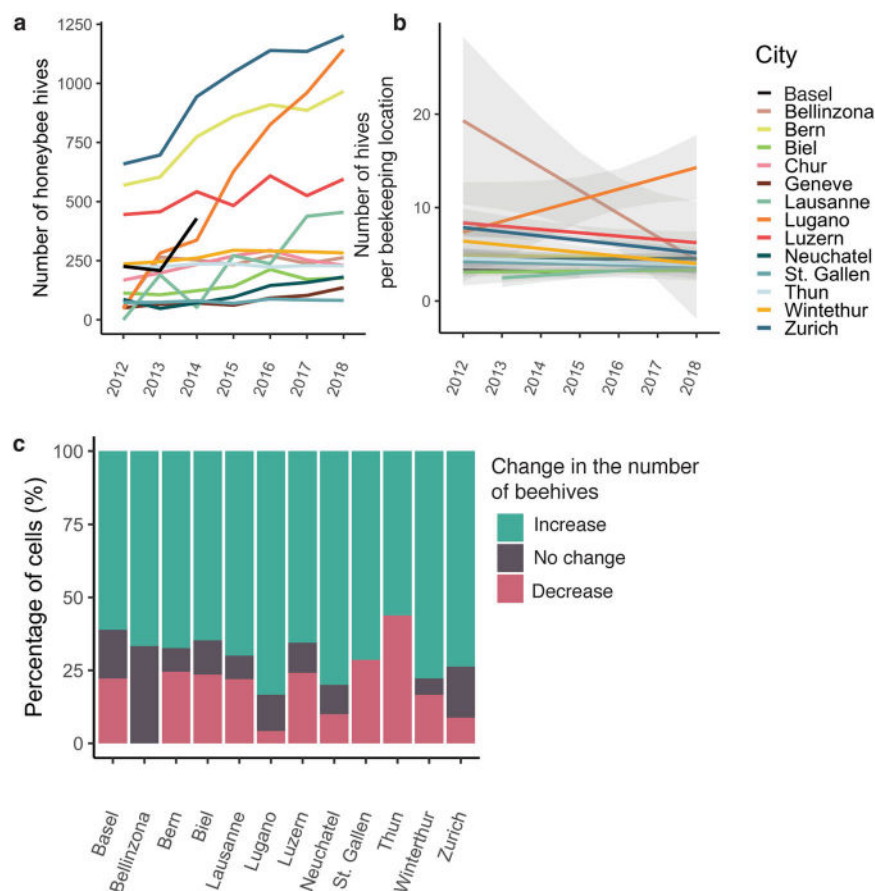 a
Number of honeybee hives
1250
1000
750
500
250
0
2012
2013
2014
2015
2016
2017
2018
b
Number of hives
per beekeeping location
20
10
0
2012
2013
2014
2015
2016
2017
2018
City
Basel
Bellinzona
Bern
Biel
Chur
Geneve
Lausanne
Lugano
Luzern
Neuchatel
St. Gallen
Thun
Wintethur
Zurich
c
Percentage of cells (%)
100
75
50
25
0
Basel
Bellinzona
Bern
Biel
Lausanne
Lugano
Luzern
Neuchatel
St. Gallen
Thun
Winterthur
Zurich
Change in the number
of beehives
Increase
No change
Decrease